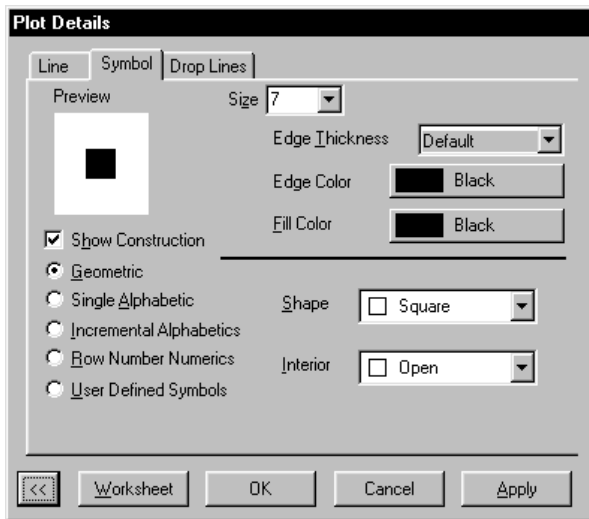 Plot Details
Line Symbol Drop Lines
Preview
Size 7
Edge Thickness Default
Edge Color Black
Fill Color Black
Show Construction
Geometric
Single Alphabetic
Incremental Alphabetics
Row Number Numerics
User Defined Symbols
Shape Square
Interior Open
<< Worksheet OK Cancel Apply